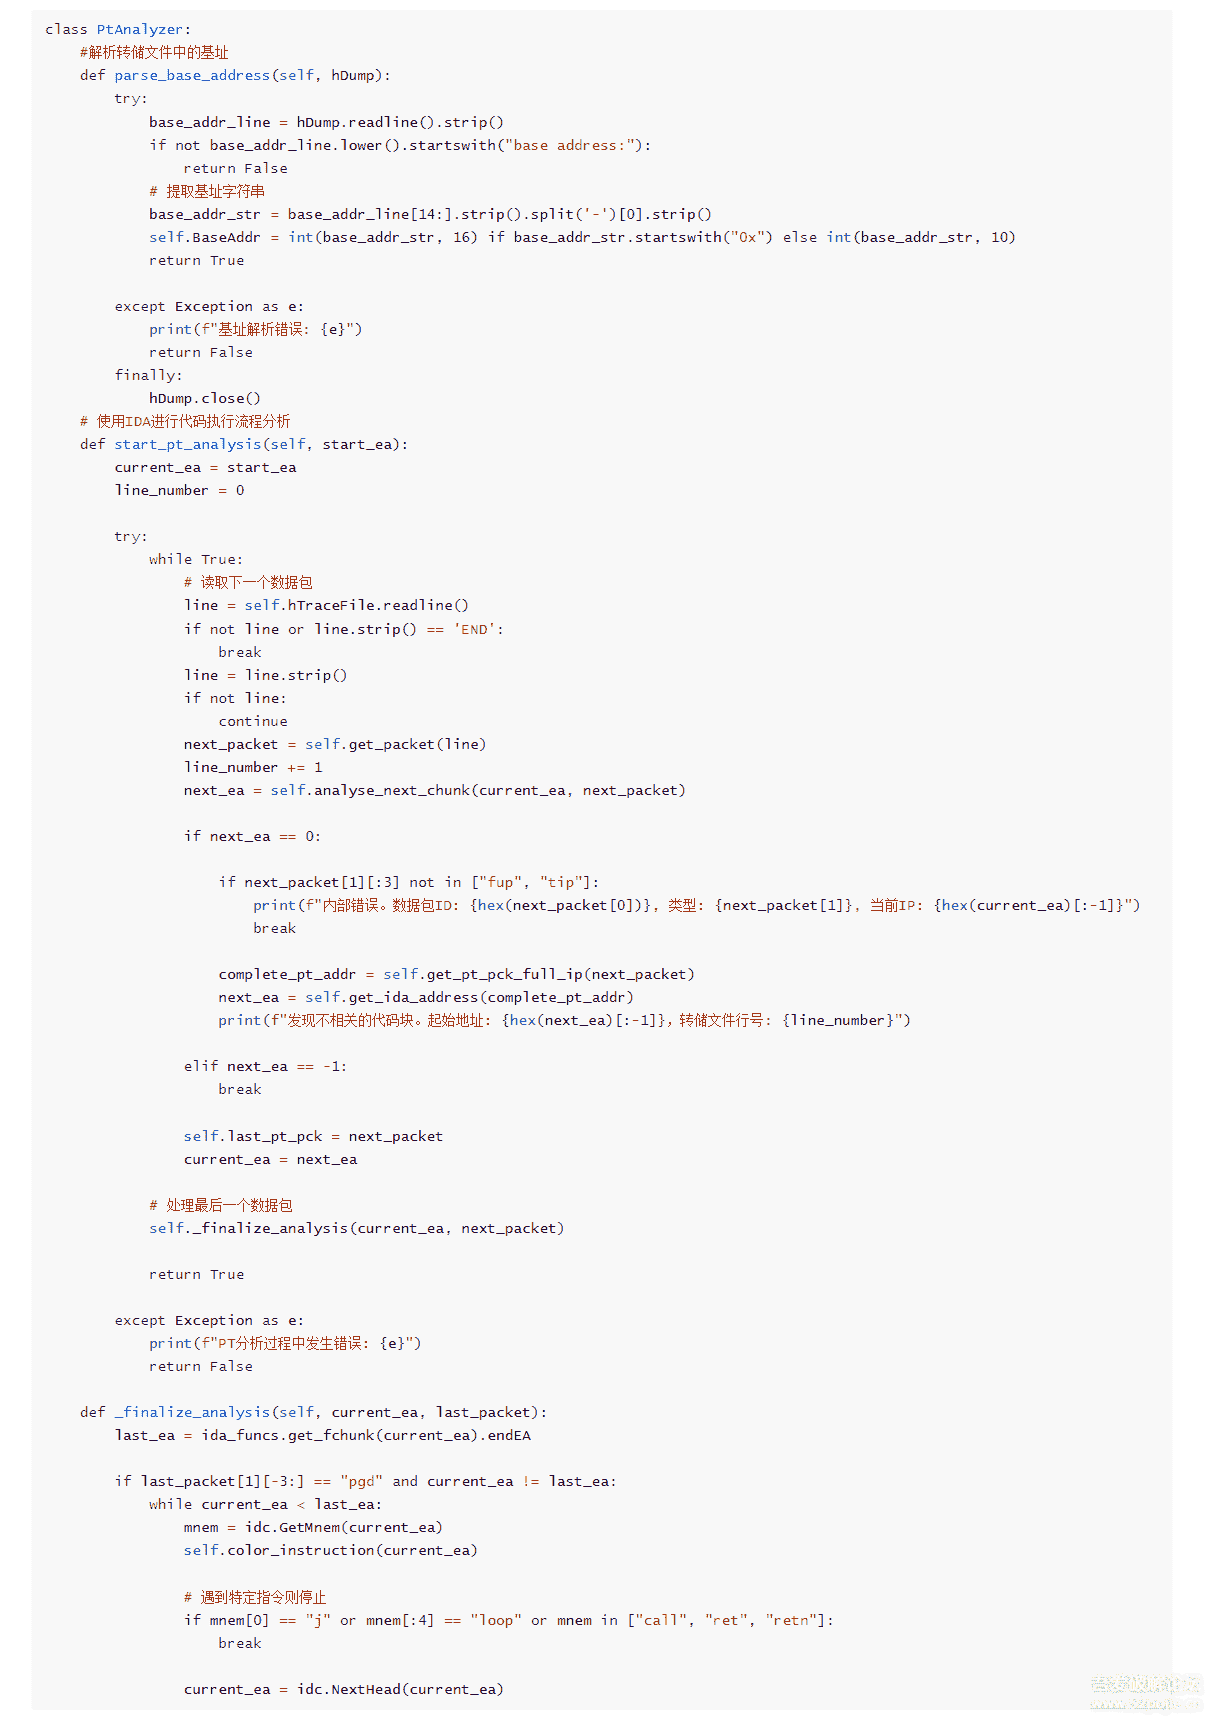 class PtAnalyzer:
    #解析转储文件中的基址
    def parse_base_address(self, hDump):
        try:
            base_addr_line = hDump.readline().strip()
            if not base_addr_line.lower().startswith("base address:"):
                return False
            # 提取基址字符串
            base_addr_str = base_addr_line[14:].strip().split('-')[0].strip()
            self.BaseAddr = int(base_addr_str, 16) if base_addr_str.startswith("0x") else int(base_addr_str, 10)
            return True

        except Exception as e:
            print(f"基址解析错误: {e}")
            return False
        finally:
            hDump.close()
    # 使用IDA进行代码执行流程分析
    def start_pt_analysis(self, start_ea):
        current_ea = start_ea
        line_number = 0

        try:
            while True:
                # 读取下一个数据包
                line = self.hTraceFile.readline()
                if not line or line.strip() == 'END':
                    break
                line = line.strip()
                if not line:
                    continue
                next_packet = self.get_packet(line)
                line_number += 1
                next_ea = self.analyse_next_chunk(current_ea, next_packet)

                if next_ea == 0:

                    if next_packet[1][:3] not in ["fup", "tip"]:
                        print(f"内部错误。数据包ID: {hex(next_packet[0])}, 类型: {next_packet[1]}, 当前IP: {hex(current_ea)[:-1]}")
                        break

                    complete_pt_addr = self.get_pt_pck_full_ip(next_packet)
                    next_ea = self.get_ida_address(complete_pt_addr)
                    print(f"发现不相关的代码块。起始地址: {hex(next_ea)[:-1]}，转储文件行号: {line_number}")

                elif next_ea == -1:
                    break

                self.last_pt_pck = next_packet
                current_ea = next_ea

            # 处理最后一个数据包
            self._finalize_analysis(current_ea, next_packet)

            return True

        except Exception as e:
            print(f"PT分析过程中发生错误: {e}")
            return False

    def _finalize_analysis(self, current_ea, last_packet):
        last_ea = ida_funcs.get_fchunk(current_ea).endEA

        if last_packet[1][-3:] == "pgd" and current_ea != last_ea:
            while current_ea < last_ea:
                mnem = idc.GetMnem(current_ea)
                self.color_instruction(current_ea)

                # 遇到特定指令则停止
                if mnem[0] == "j" or mnem[:4] == "loop" or mnem in ["call", "ret", "retn"]:
                    break

                current_ea = idc.NextHead(current_ea)